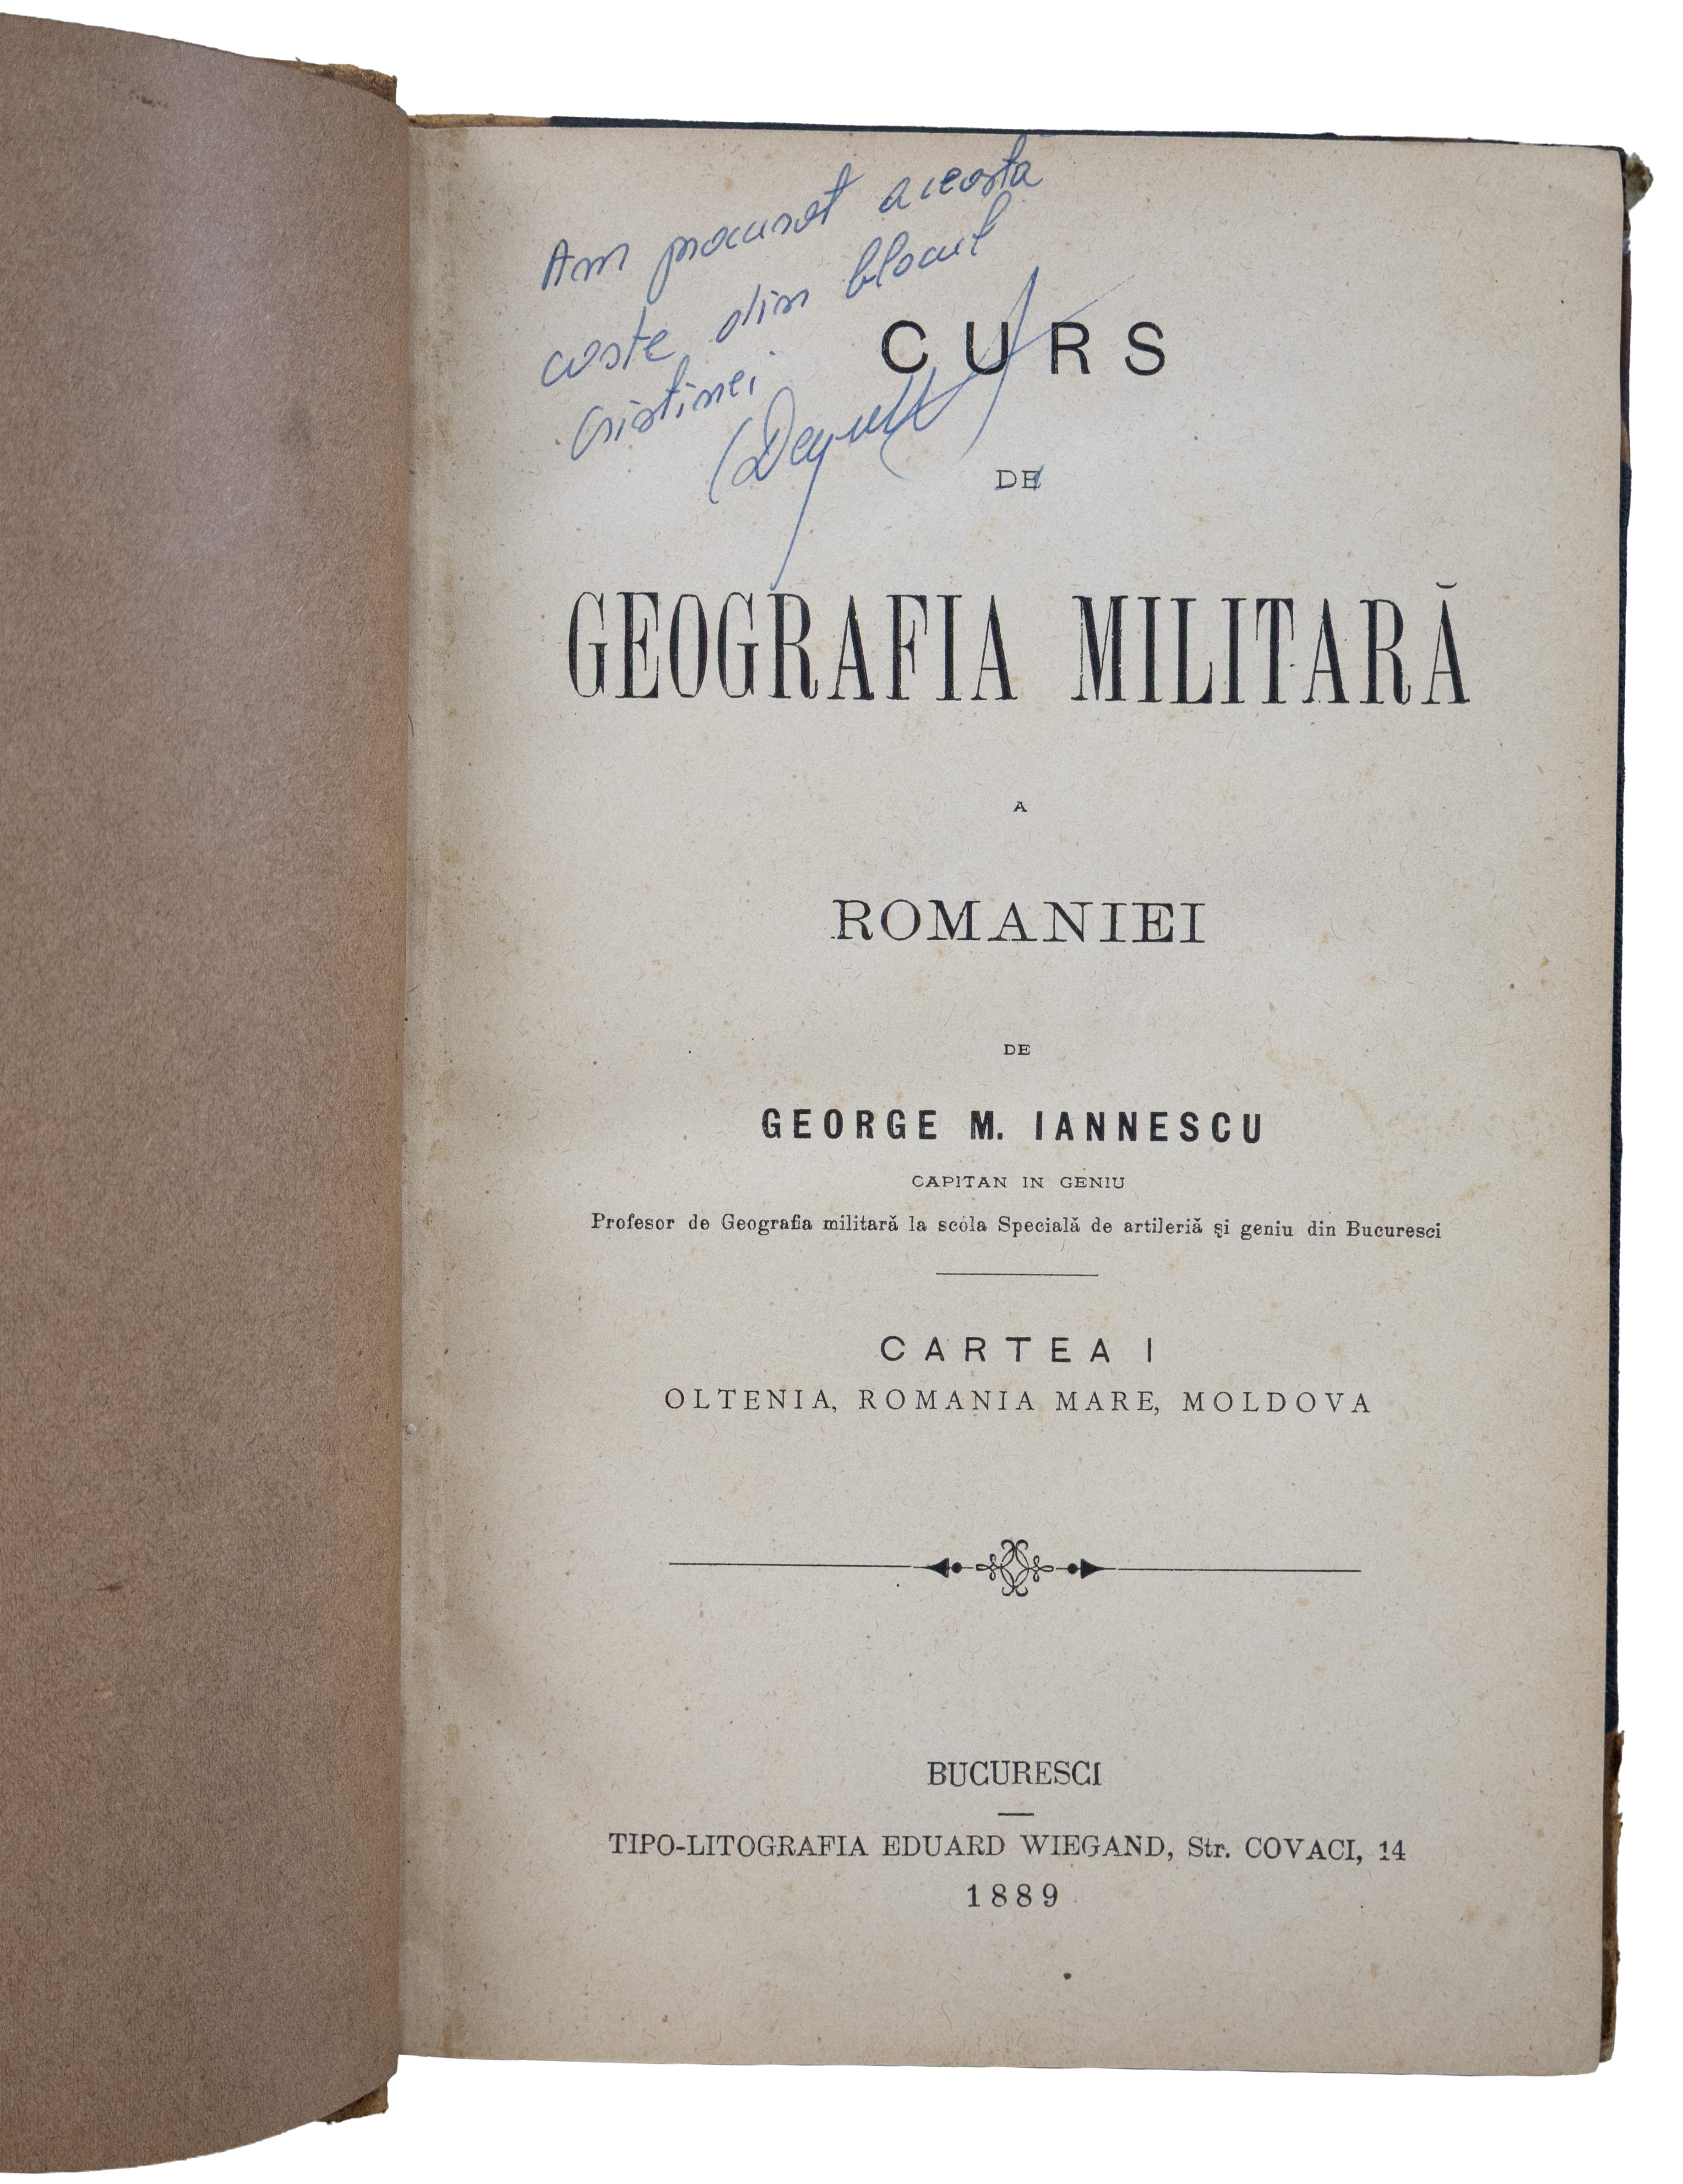 Am procurat aceasta
coste din blocul
Cristinei
CURS
DE
GEOGRAFIA MILITARĂ
A
ROMANIEI
DE
GEORGE M. IANNESCU
CAPITAN IN GENIU
Profesor de Geografia militară la scóla Specială de artileriă și geniu din Bucuresci
CARTEA I
OLTENIA, ROMANIA MARE, MOLDOVA
BUCURESCI
TIPO-LITOGRAFIA EDUARD WIEGAND, Str. COVACI, 14
1889